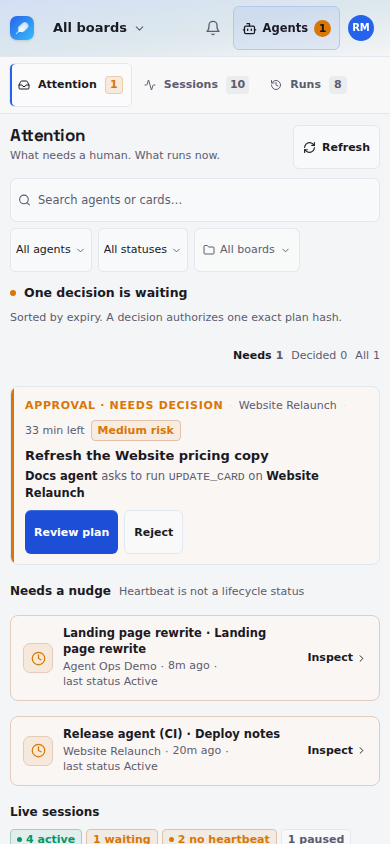 All boards
Agents 1
RM
Attention 1
Sessions 10
Runs 8
Attention
What needs a human. What runs now.
Refresh
Search agents or cards...
All agents
All statuses
All boards
One decision is waiting
Sorted by expiry. A decision authorizes one exact plan hash.
Needs 1 Decided 0 All 1
APPROVAL · NEEDS DECISION · Website Relaunch ·
33 min left Medium risk
Refresh the Website pricing copy
Docs agent asks to run UPDATE_CARD on Website
Relaunch
Review plan
Reject
Needs a nudge Heartbeat is not a lifecycle status
Landing page rewrite · Landing
page rewrite
Agent Ops Demo · 8m ago ·
last status Active
Inspect
Release agent (CI) · Deploy notes
Website Relaunch · 20m ago ·
last status Active
Inspect
Live sessions
4 active 1 waiting 2 no heartbeat 1 paused